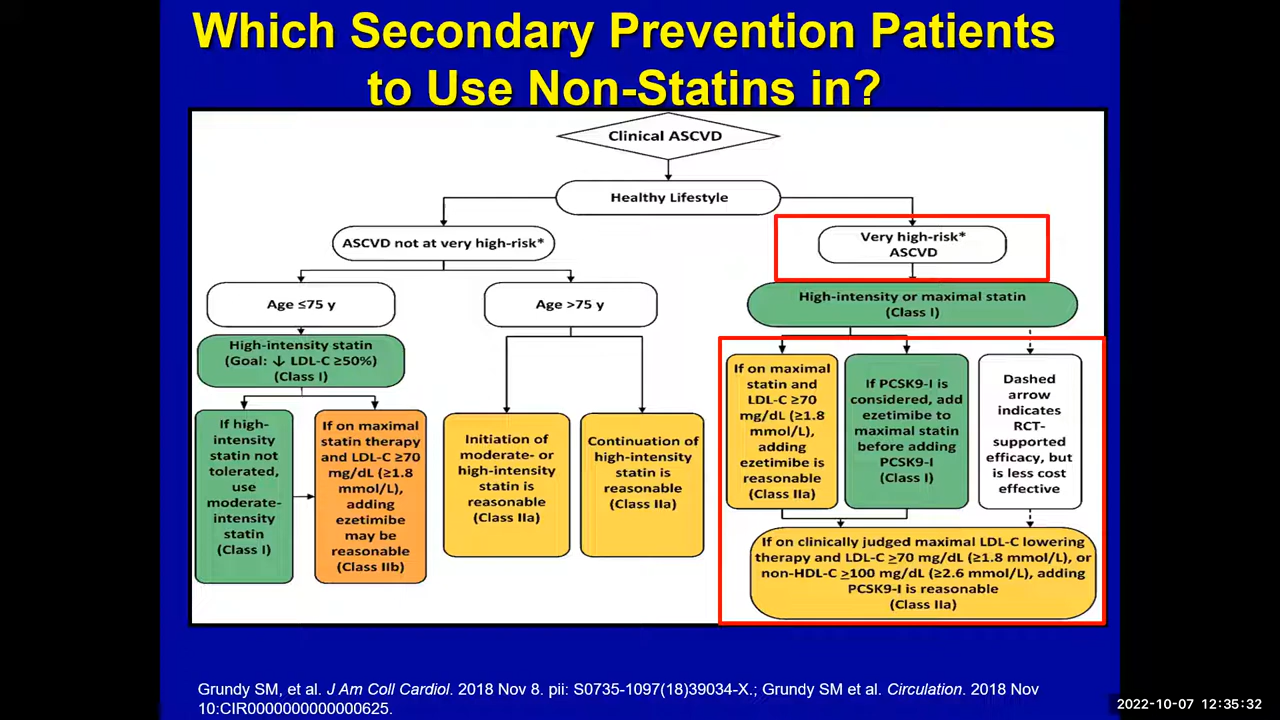 Which Secondary Prevention Patients
to Use Non-Statins in?
Clinical ASCVD
Healthy Lifestyle
ASCVD not at very high-risk*
Very high-risk*
ASCVD
Age ≤75 y
Age >75 y
High-intensity or maximal statin
(Class I)
High-intensity statin
(Goal: ↓ LDL-C ≥50%)
(Class I)
If high-
intensity
statin not
tolerated,
use
moderate-
intensity
statin
(Class I)
If on maximal
statin therapy
and LDL-C ≥70
mg/dL (≥1.8
mmol/L),
adding
ezetimibe
may be
reasonable
(Class IIb)
Initiation of
moderate- or
high-intensity
statin is
reasonable
(Class IIa)
Continuation of
high-intensity
statin is
reasonable
(Class IIa)
If on maximal
statin and
LDL-C ≥70
mg/dL (≥1.8
mmol/L),
adding
ezetimibe is
reasonable
(Class IIa)
If PCSK9-I is
considered, add
ezetimibe to
maximal statin
before adding
PCSK9-I
(Class I)
Dashed
arrow
indicates
RCT-
supported
efficacy, but
is less cost
effective
If on clinically judged maximal LDL-C lowering
therapy and LDL-C ≥70 mg/dL (≥1.8 mmol/L), or
non-HDL-C ≥100 mg/dL (≥2.6 mmol/L), adding
PCSK9-I is reasonable
(Class IIa)
Grundy SM, et al. J Am Coll Cardiol. 2018 Nov 8. pii: S0735-1097(18)39034-X.; Grundy SM et al. Circulation. 2018 Nov
10:CIR0000000000000625.
2022-10-07 12:35:32